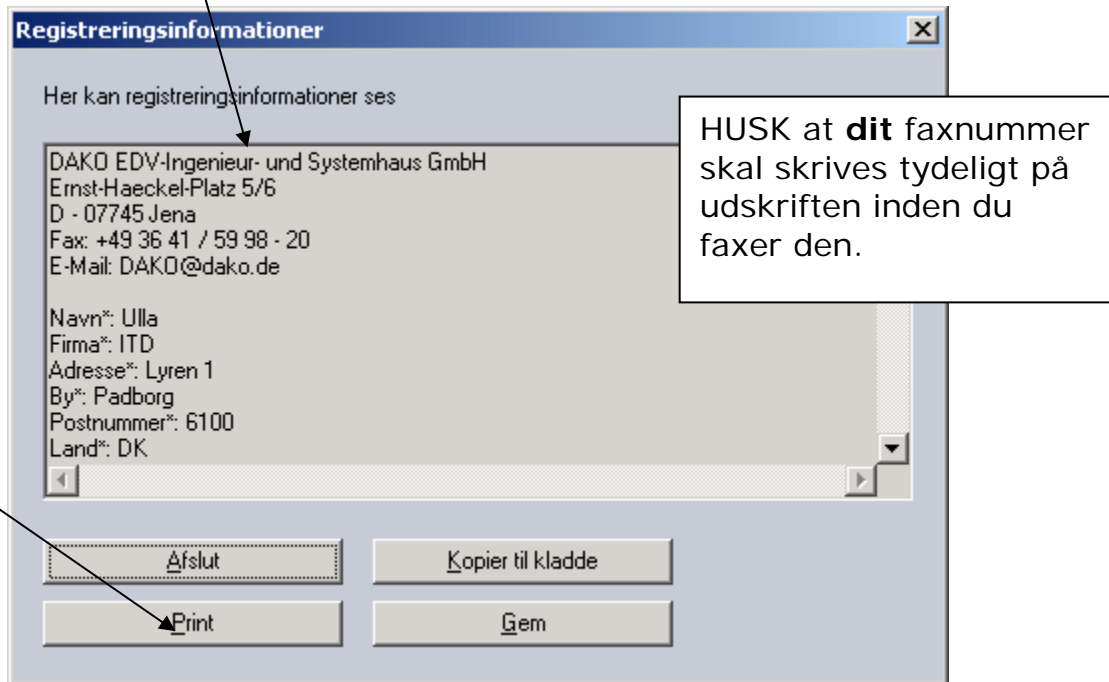 Registreringsinformationer
Her kan registreringsinformationer ses
HUSK at dit faxnummer
skal skrives tydeligt på
udskriften inden du
faxer den.
DAKO EDV-Ingenieur- und Systemhaus GmbH
Ernst-Haeckel-Platz 5/6
D - 07745 Jena
Fax: +49 36 41 / 59 98 - 20
E-Mail: DAKO@dako.de
Navn*: Ulla
Firma*: ITD
Adresse*: Lyren 1
By*: Padborg
Postnummer*: 6100
Land*: DK
Afslut
Kopier til kladde
Print
Gem